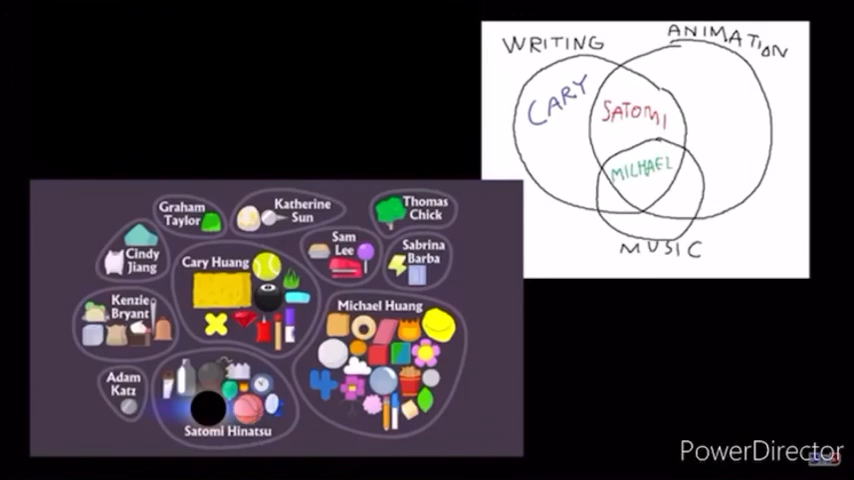 WRITING
ANIMATION
CARY
SATOMI
MICHAEL
MUSIC
Graham
Taylor
Katherine
Sun
Thomas
Chick
Cindy
Jiang
Cary Huang
Sam
Lee
Sabrina
Barba
Kenzie
Bryant
Michael Huang
Adam
Katz
Satomi Hinatsu
PowerDirector